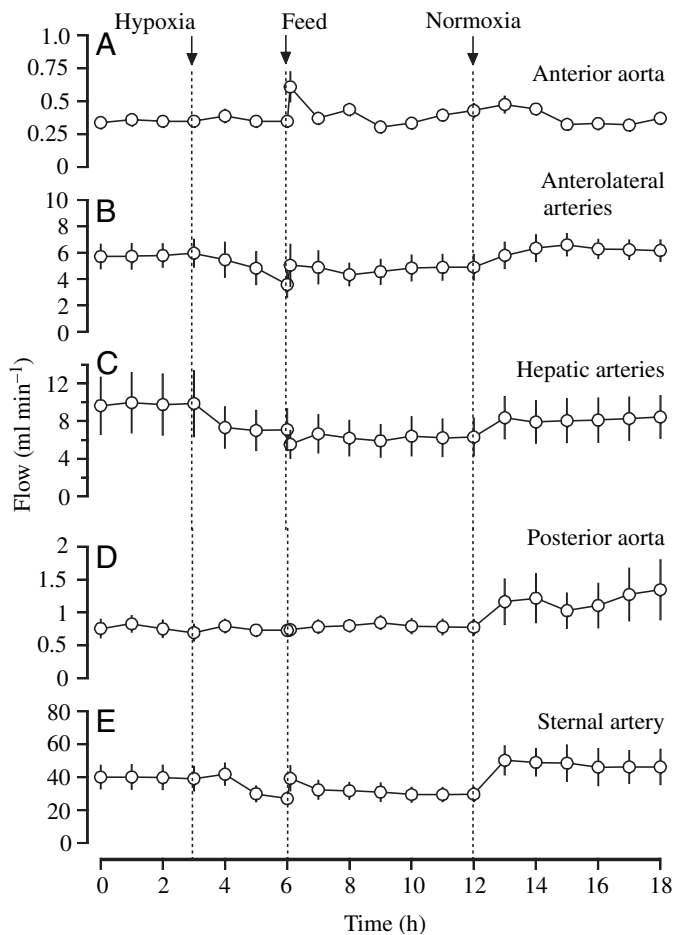 Hypoxia Feed Normoxia
A
1.0
0.75
0.5
0.25
0
Anterior aorta
B
10
8
6
4
2
0
Anterolateral
arteries
C
12
8
4
0
Hepatic arteries
Flow (ml min⁻¹)
D
2
1.5
1
0.5
0
Posterior aorta
E
80
60
40
20
0
Sternal artery
0 2 4 6 8 10 12 14 16 18
Time (h)